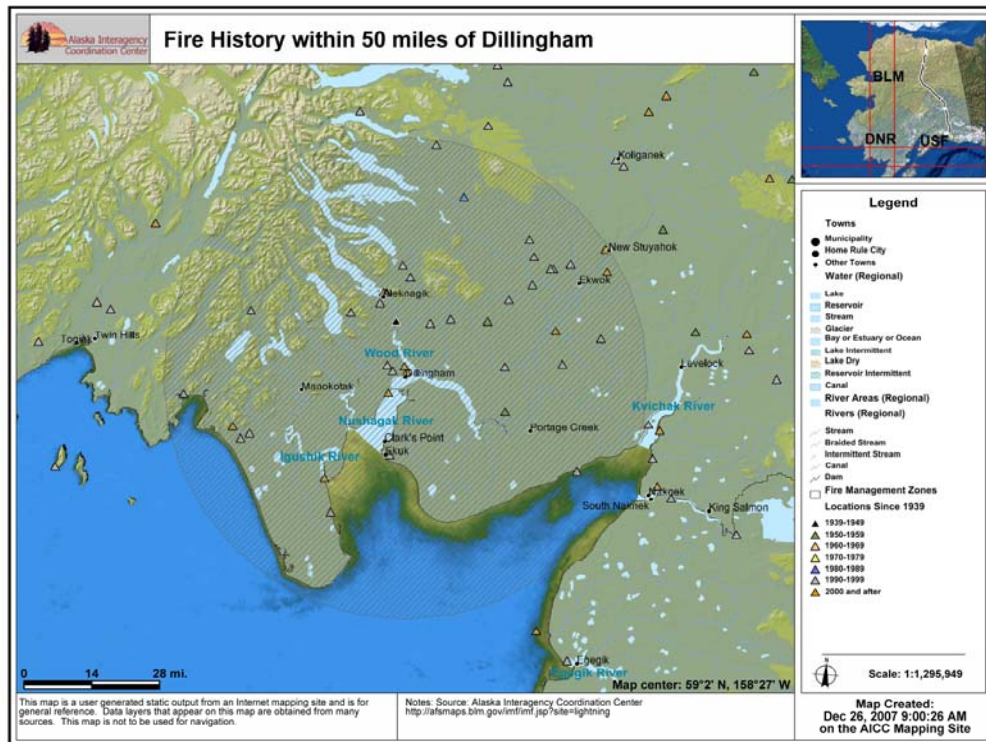 Alaska Interagency
Coordination Center
Fire History within 50 miles of Dillingham
BLM
DNR
USF
Koliganek
New Stuyahok
Ekwok
Aleknagik
Wood River
Togiak
Twin Hills
Dillingham
Manokotak
Levelock
Nushagak River
Kvichak River
Clark's Point
Portage Creek
Ekuk
Igushik River
Naknek
South Naknek
King Salmon
Egegik
Egegik River
0 14 28 mi.
Map center: 59°2' N, 158°27' W
Legend
Towns
Municipality
Home Rule City
Other Towns
Water (Regional)
Lake
Reservoir
Stream
Glacier
Bay or Estuary or Ocean
Lake Intermittent
Lake Dry
Reservoir Intermittent
Canal
River Areas (Regional)
Rivers (Regional)
Stream
Braided Stream
Intermittent Stream
Canal
Dam
Fire Management Zones
Locations Since 1939
1939-1949
1950-1959
1960-1969
1970-1979
1980-1989
1990-1999
2000 and after
N
Scale: 1:1,295,949
This map is a user generated static output from an Internet mapping site and is for
general reference. Data layers that appear on this map are obtained from many
sources. This map is not to be used for navigation.
Notes: Source: Alaska Interagency Coordination Center
http://afsmaps.blm.gov/imf/imf.jsp?site=lightning
Map Created:
Dec 26, 2007 9:00:26 AM
on the AICC Mapping Site